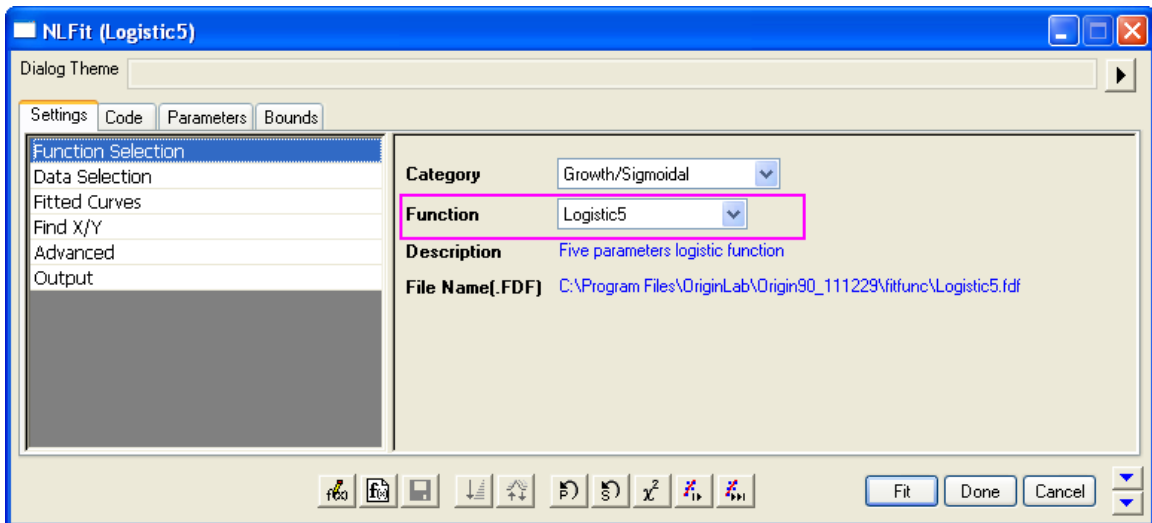 NLFit (Logistic5)
Dialog Theme
Settings Code Parameters Bounds
Function Selection
Data Selection
Fitted Curves
Find X/Y
Advanced
Output
Category Growth/Sigmoidal
Function Logistic5
Description Five parameters logistic function
File Name(.FDF) C:\Program Files\OriginLab\Origin90_111229\fitfunc\Logistic5.fdf
Fit Done Cancel